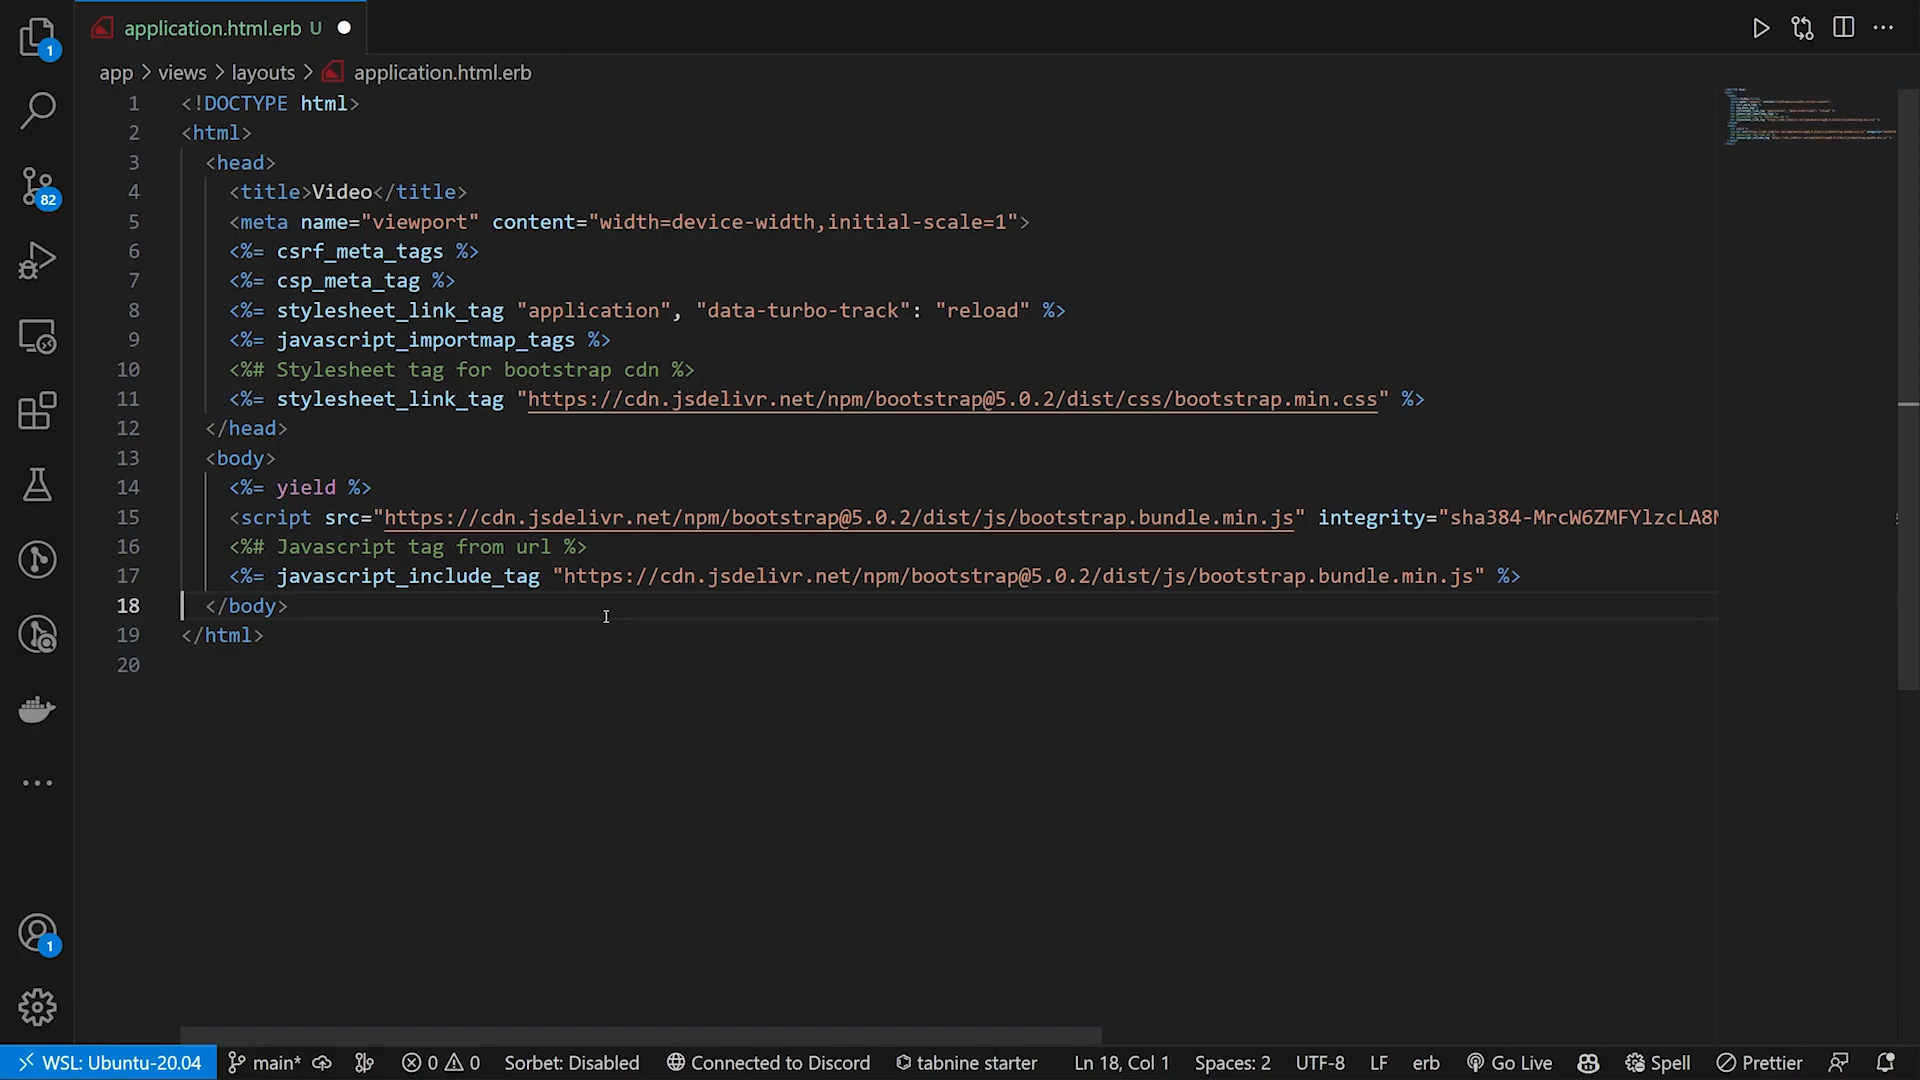 application.html.erb U
app > views > layouts > application.html.erb
1 <!DOCTYPE html>
2 <html>
3 <head>
4 <title>Video</title>
5 <meta name="viewport" content="width=device-width,initial-scale=1">
6 <%= csrf_meta_tags %>
7 <%= csp_meta_tag %>
8 <%= stylesheet_link_tag "application", "data-turbo-track": "reload" %>
9 <%= javascript_importmap_tags %>
10 <%# Stylesheet tag for bootstrap cdn %>
11 <%= stylesheet_link_tag "https://cdn.jsdelivr.net/npm/bootstrap@5.0.2/dist/css/bootstrap.min.css" %>
12 </head>
13 <body>
14 <%= yield %>
15 <script src="https://cdn.jsdelivr.net/npm/bootstrap@5.0.2/dist/js/bootstrap.bundle.min.js" integrity="sha384-MrcW6ZMFYlzcLA8N
16 <%# Javascript tag from url %>
17 <%= javascript_include_tag "https://cdn.jsdelivr.net/npm/bootstrap@5.0.2/dist/js/bootstrap.bundle.min.js" %>
18 </body>
19 </html>
20
1
82
1
WSL: Ubuntu-20.04 main* 0 0 Sorbet: Disabled Connected to Discord tabnine starter Ln 18, Col 1 Spaces: 2 UTF-8 LF erb Go Live Spell Prettier